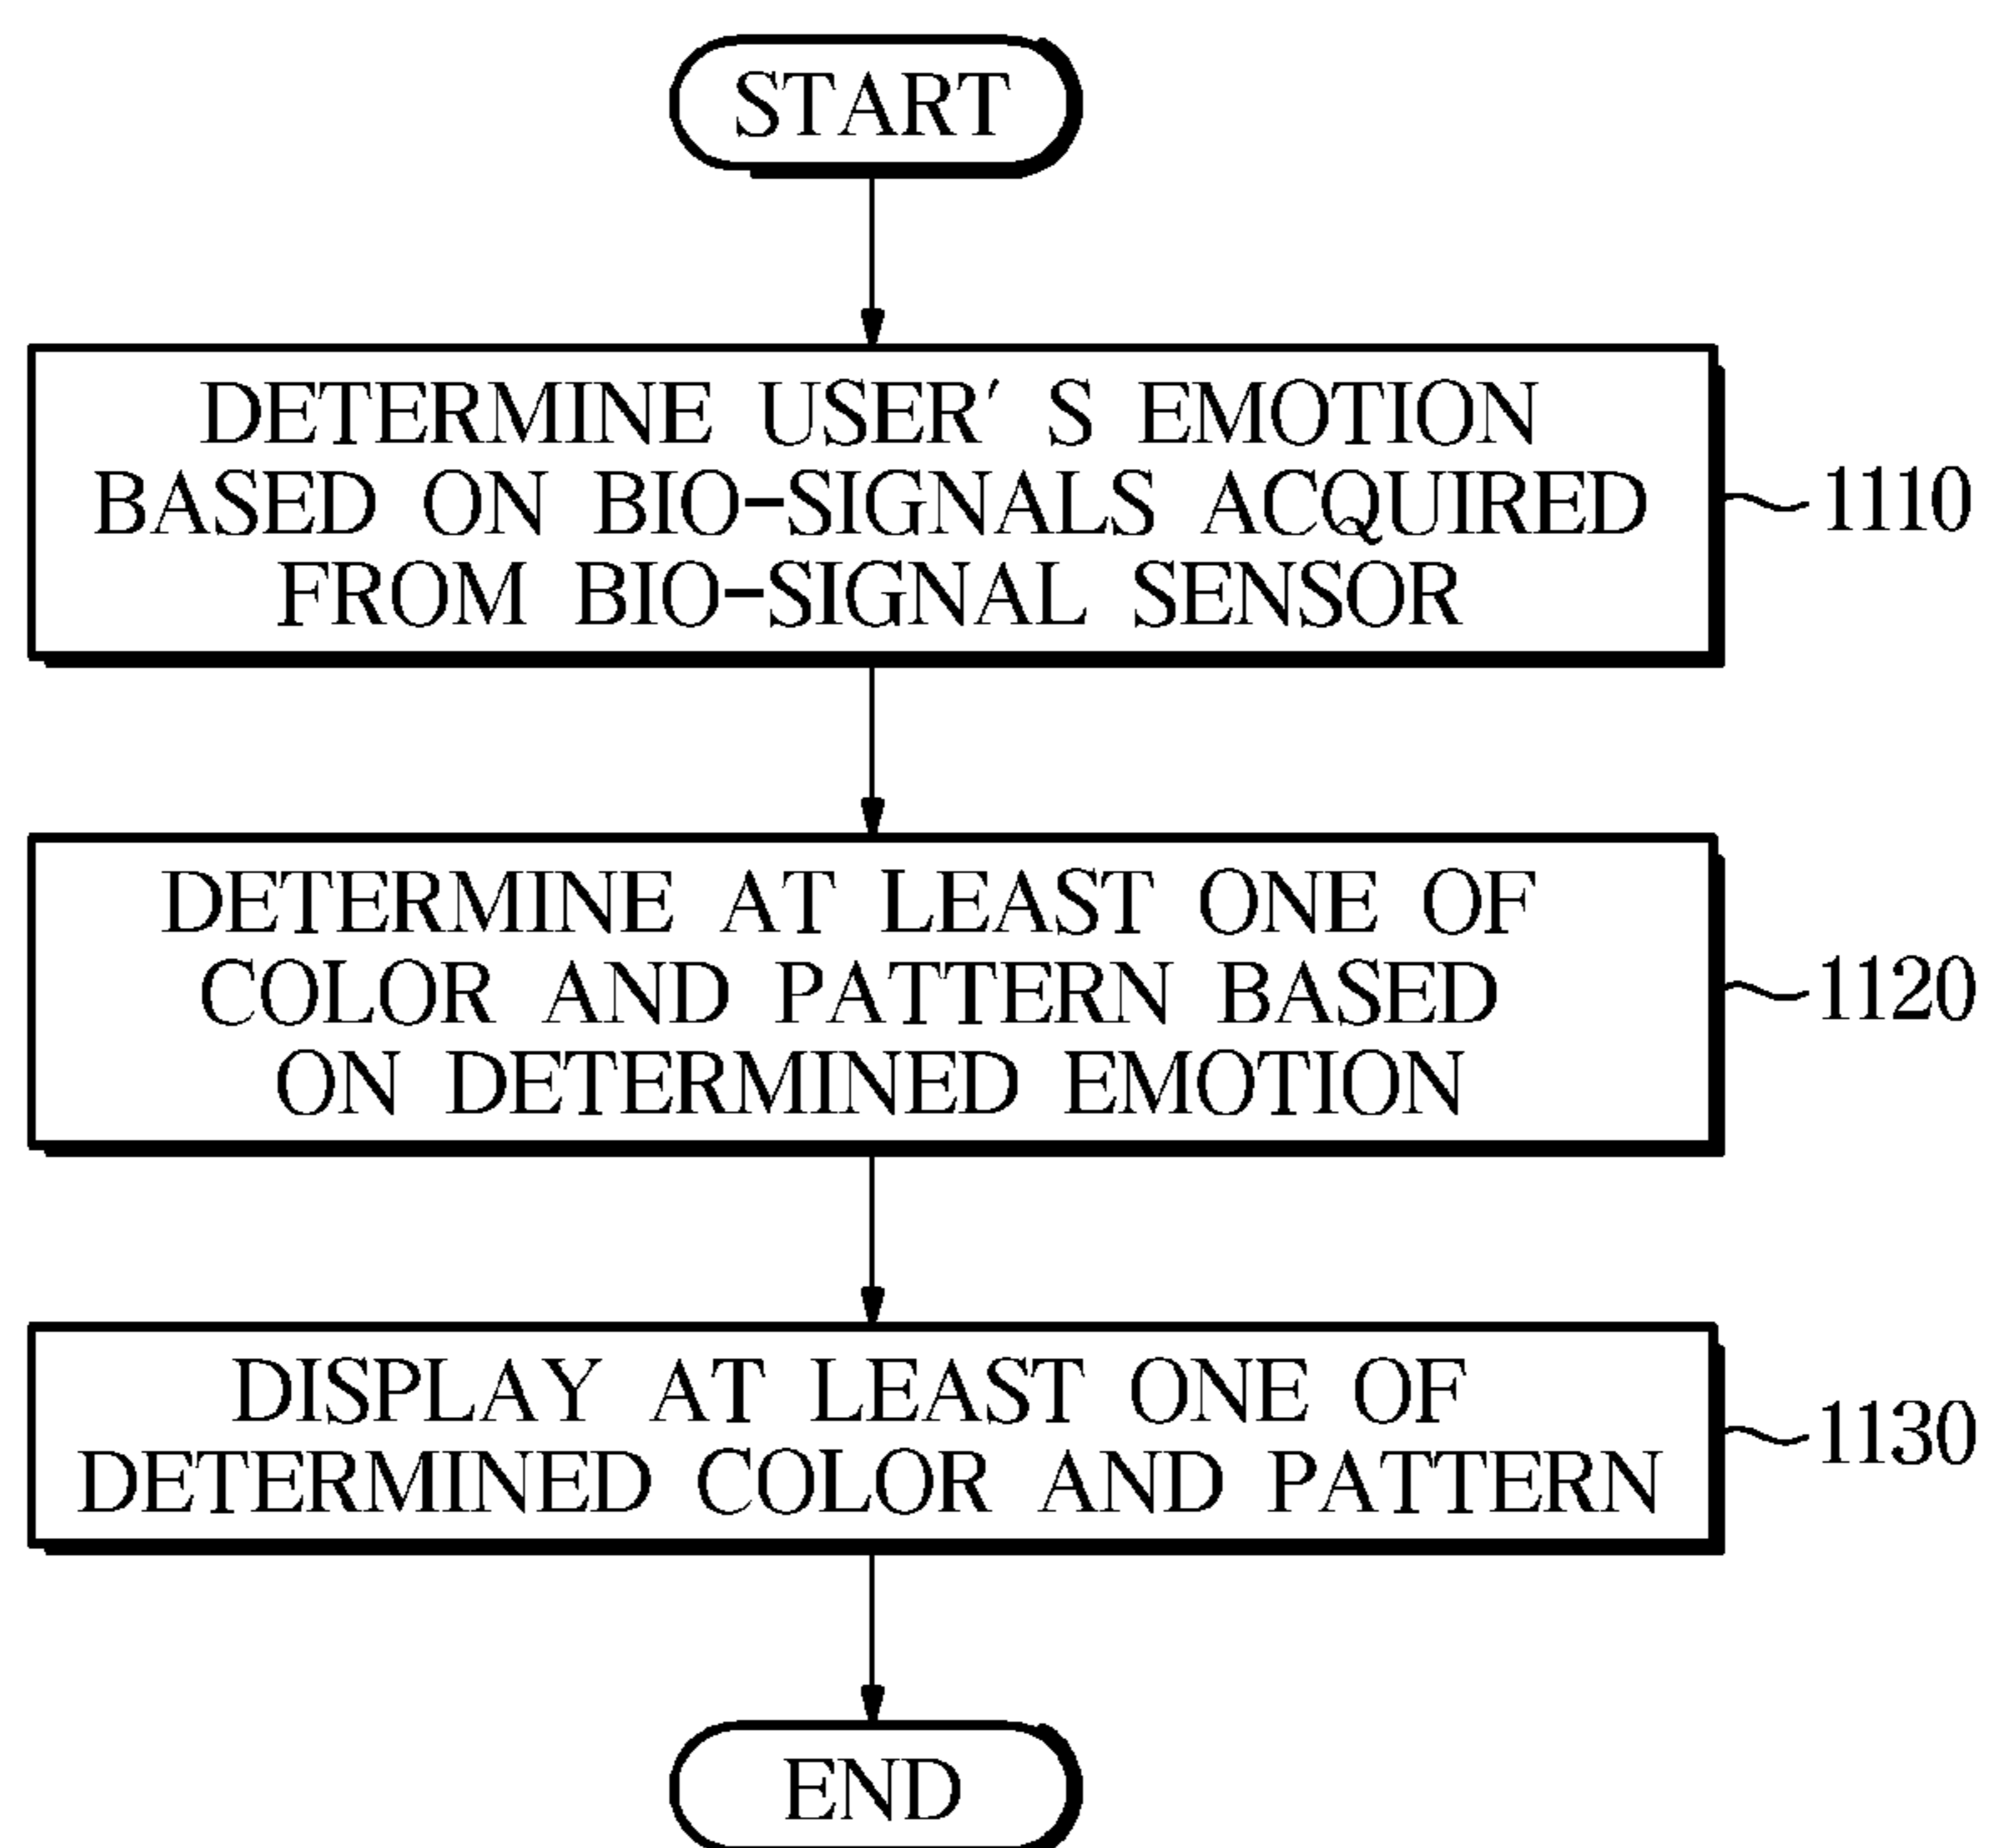 START
DETERMINE USER' S EMOTION
BASED ON BIO-SIGNALS ACQUIRED
FROM BIO-SIGNAL SENSOR
1110
DETERMINE AT LEAST ONE OF
COLOR AND PATTERN BASED
ON DETERMINED EMOTION
1120
DISPLAY AT LEAST ONE OF
DETERMINED COLOR AND PATTERN
1130
END